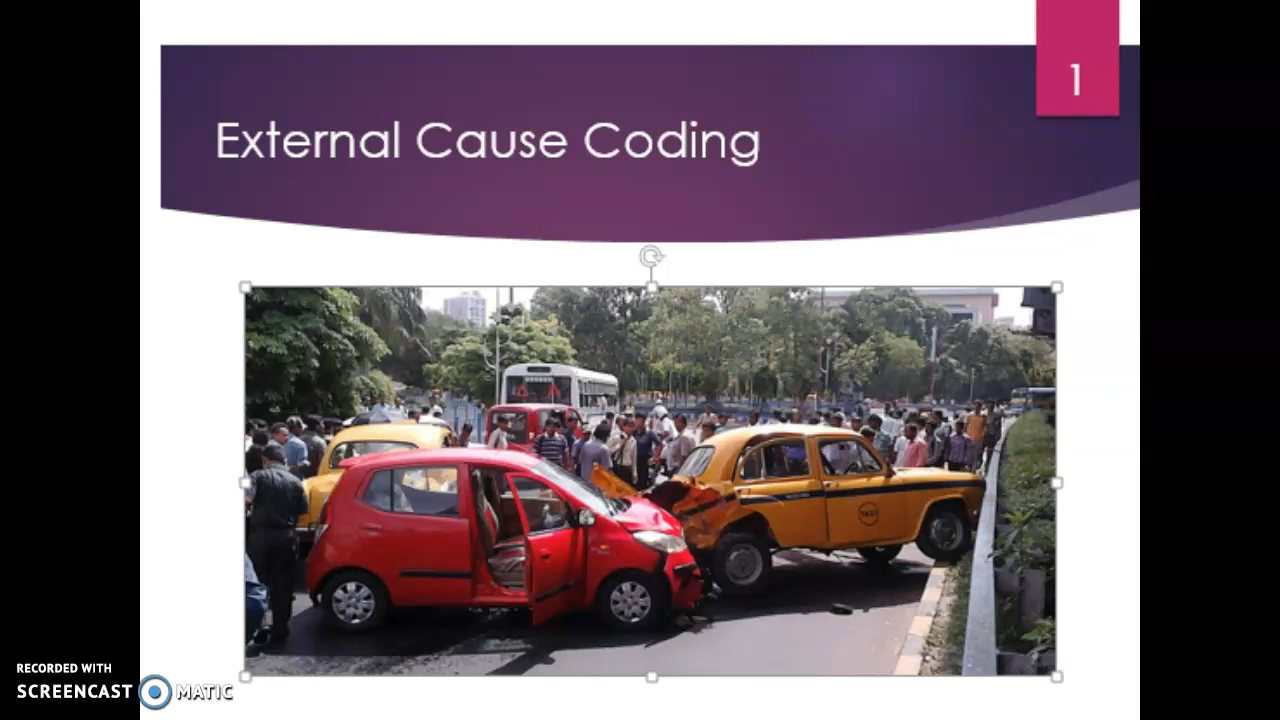 1
External Cause Coding
TAXI
RECORDED WITH
SCREENCAST MATIC